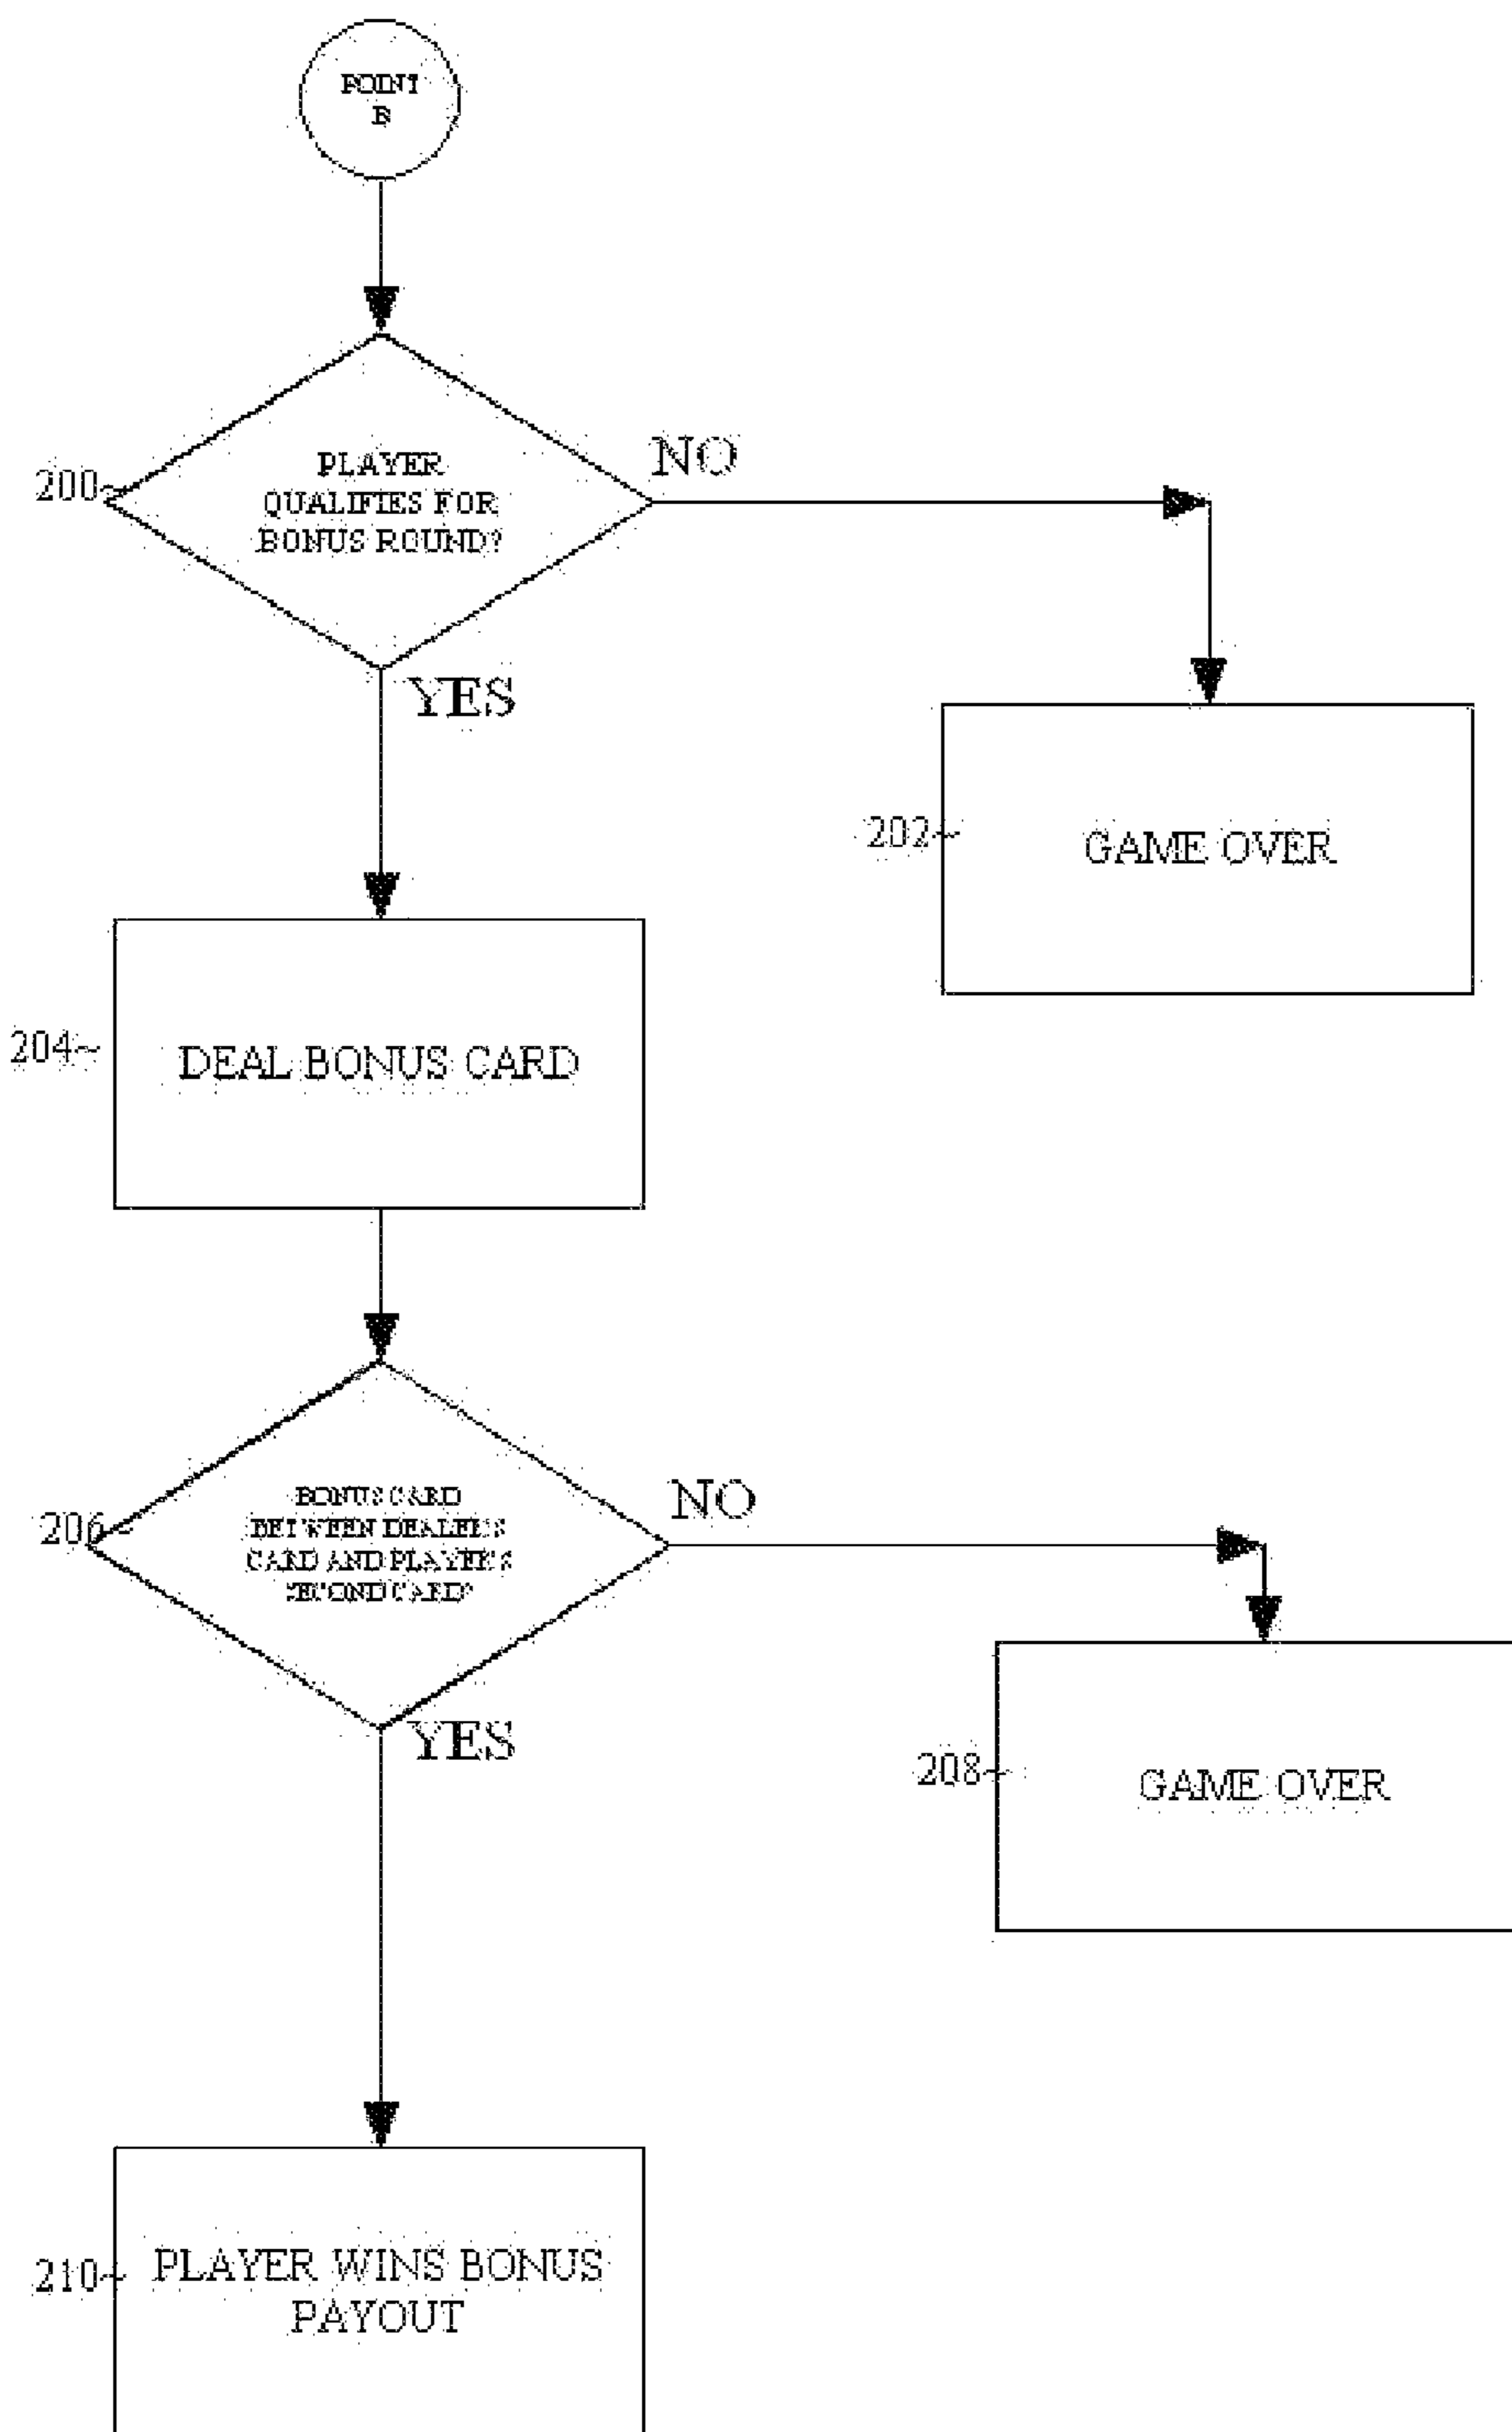 POINT
B
200~
PLAYER
QUALIFIES FOR
BONUS ROUND?
NO
YES
202~
GAME OVER
204~
DEAL BONUS CARD
206~
BONUS CARD
BETWEEN DEALER'S
CARD AND PLAYER'S
SECOND CARD?
NO
YES
208~
GAME OVER
210~
PLAYER WINS BONUS
PAYOUT